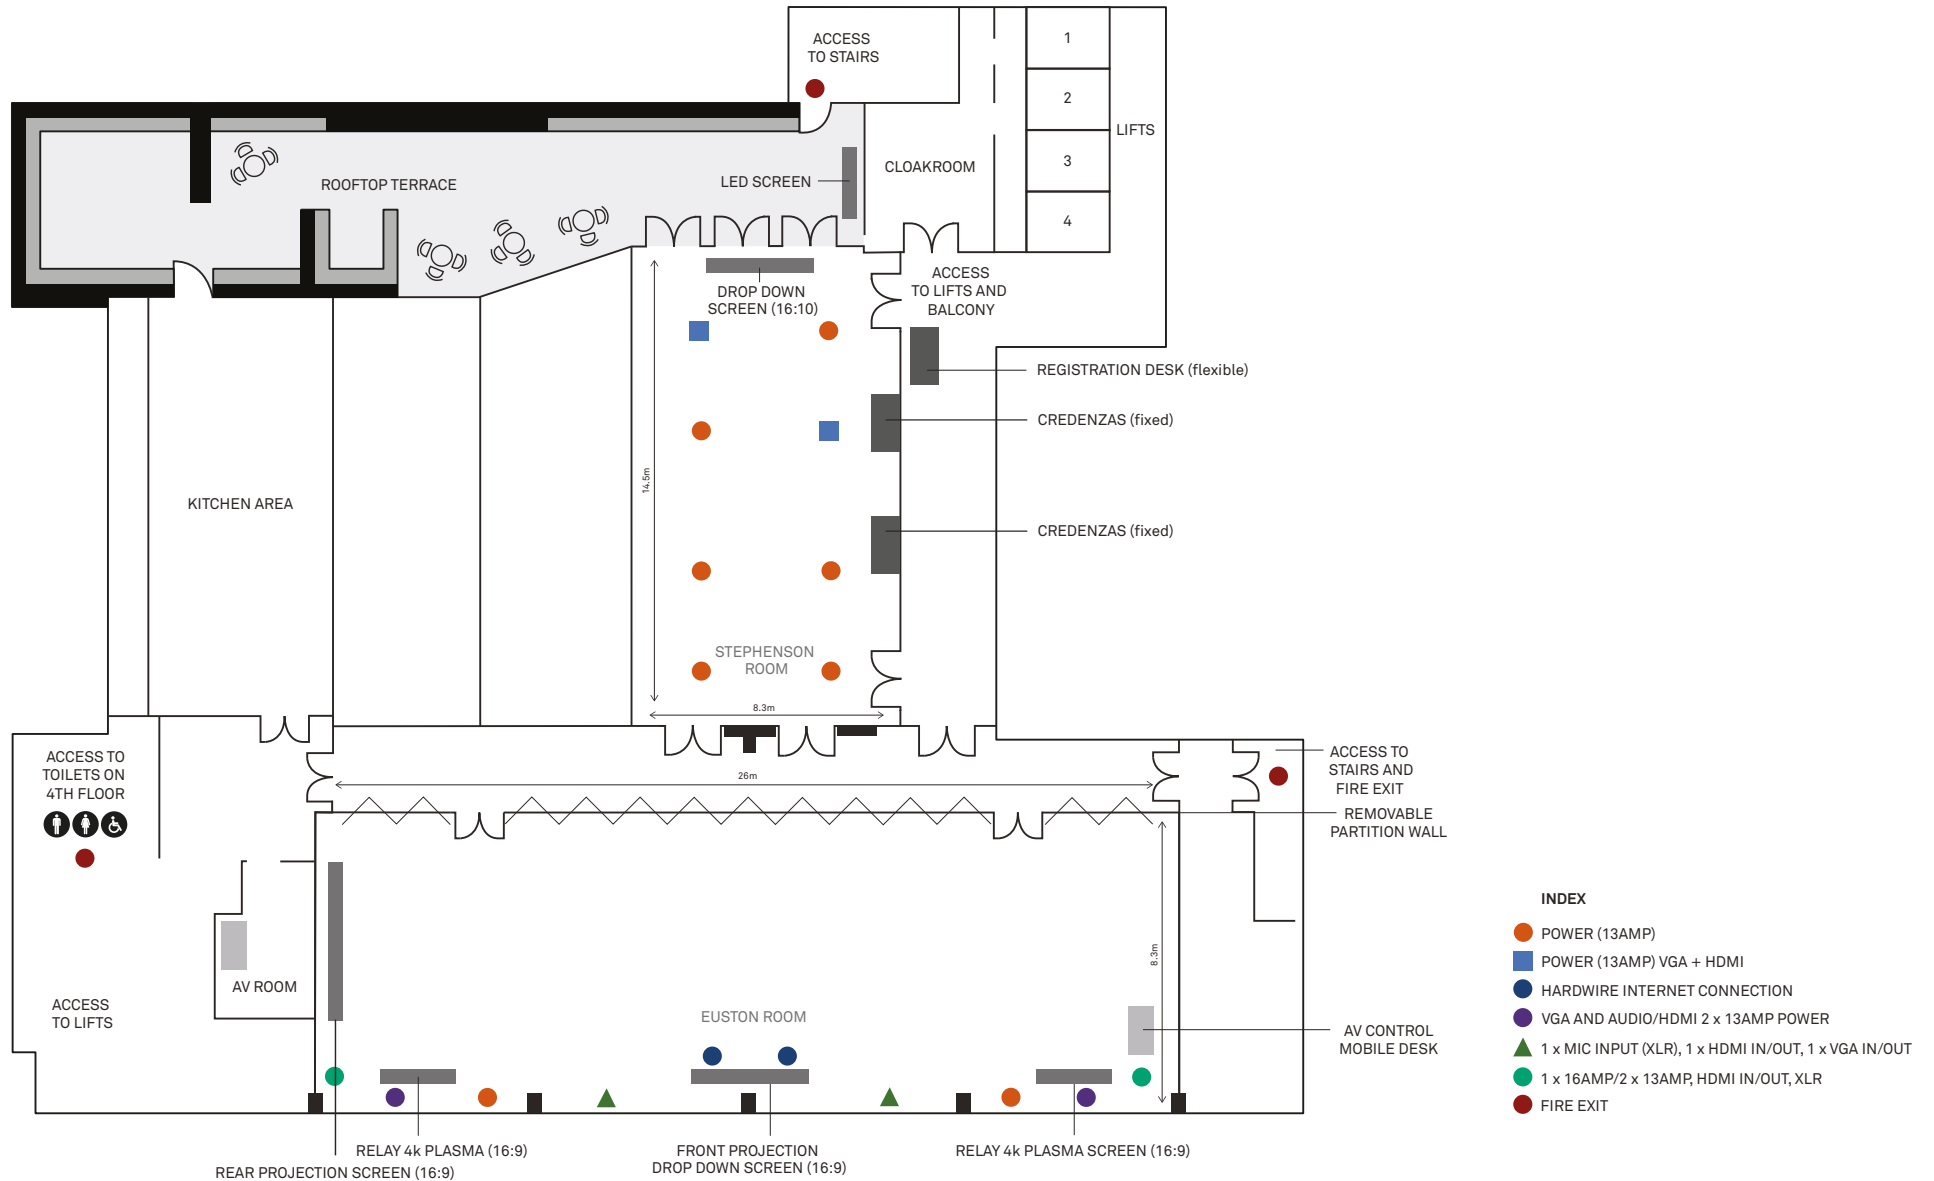 ACCESS
TO STAIRS
1
2
3
4
LIFTS
CLOAKROOM
LED SCREEN
ROOFTOP TERRACE
DROP DOWN
SCREEN (16:10)
ACCESS
TO LIFTS AND
BALCONY
REGISTRATION DESK (flexible)
CREDENZAS (fixed)
CREDENZAS (fixed)
KITCHEN AREA
14.5m
STEPHENSON
ROOM
8.3m
ACCESS TO
TOILETS ON
4TH FLOOR
26m
ACCESS TO
STAIRS AND
FIRE EXIT
REMOVABLE
PARTITION WALL
8.3m
AV ROOM
ACCESS
TO LIFTS
EUSTON ROOM
AV CONTROL
MOBILE DESK
RELAY 4k PLASMA (16:9)
REAR PROJECTION SCREEN (16:9)
FRONT PROJECTION
DROP DOWN SCREEN (16:9)
RELAY 4k PLASMA SCREEN (16:9)
INDEX
POWER (13AMP)
POWER (13AMP) VGA + HDMI
HARDWIRE INTERNET CONNECTION
VGA AND AUDIO/HDMI 2 x 13AMP POWER
1 x MIC INPUT (XLR), 1 x HDMI IN/OUT, 1 x VGA IN/OUT
1 x 16AMP/2 x 13AMP, HDMI IN/OUT, XLR
FIRE EXIT